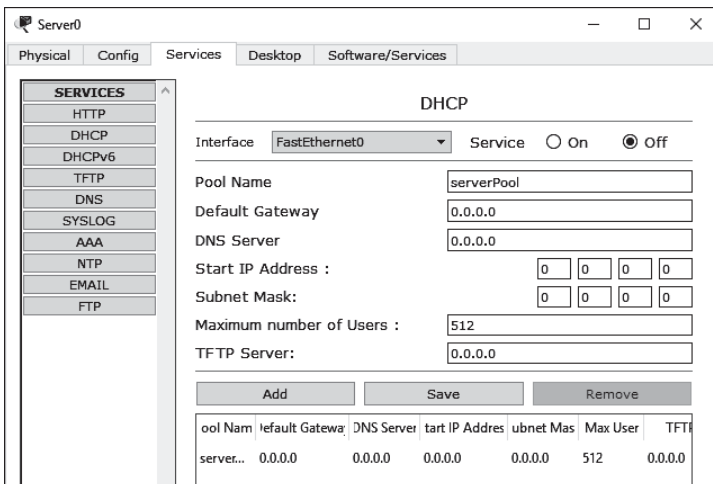 Server0
Physical Config Services Desktop Software/Services
SERVICES
HTTP
DHCP
DHCPv6
TFTP
DNS
SYSLOG
AAA
NTP
EMAIL
FTP
DHCP
Interface FastEthernet0 Service On Off
Pool Name serverPool
Default Gateway 0.0.0.0
DNS Server 0.0.0.0
Start IP Address : 0 0 0 0
Subnet Mask: 0 0 0 0
Maximum number of Users : 512
TFTP Server: 0.0.0.0
Add Save Remove
ool Nam efault Gateway DNS Server tart IP Addres ubnet Mas Max User TFTF
server... 0.0.0.0 0.0.0.0 0.0.0.0 0.0.0.0 512 0.0.0.0